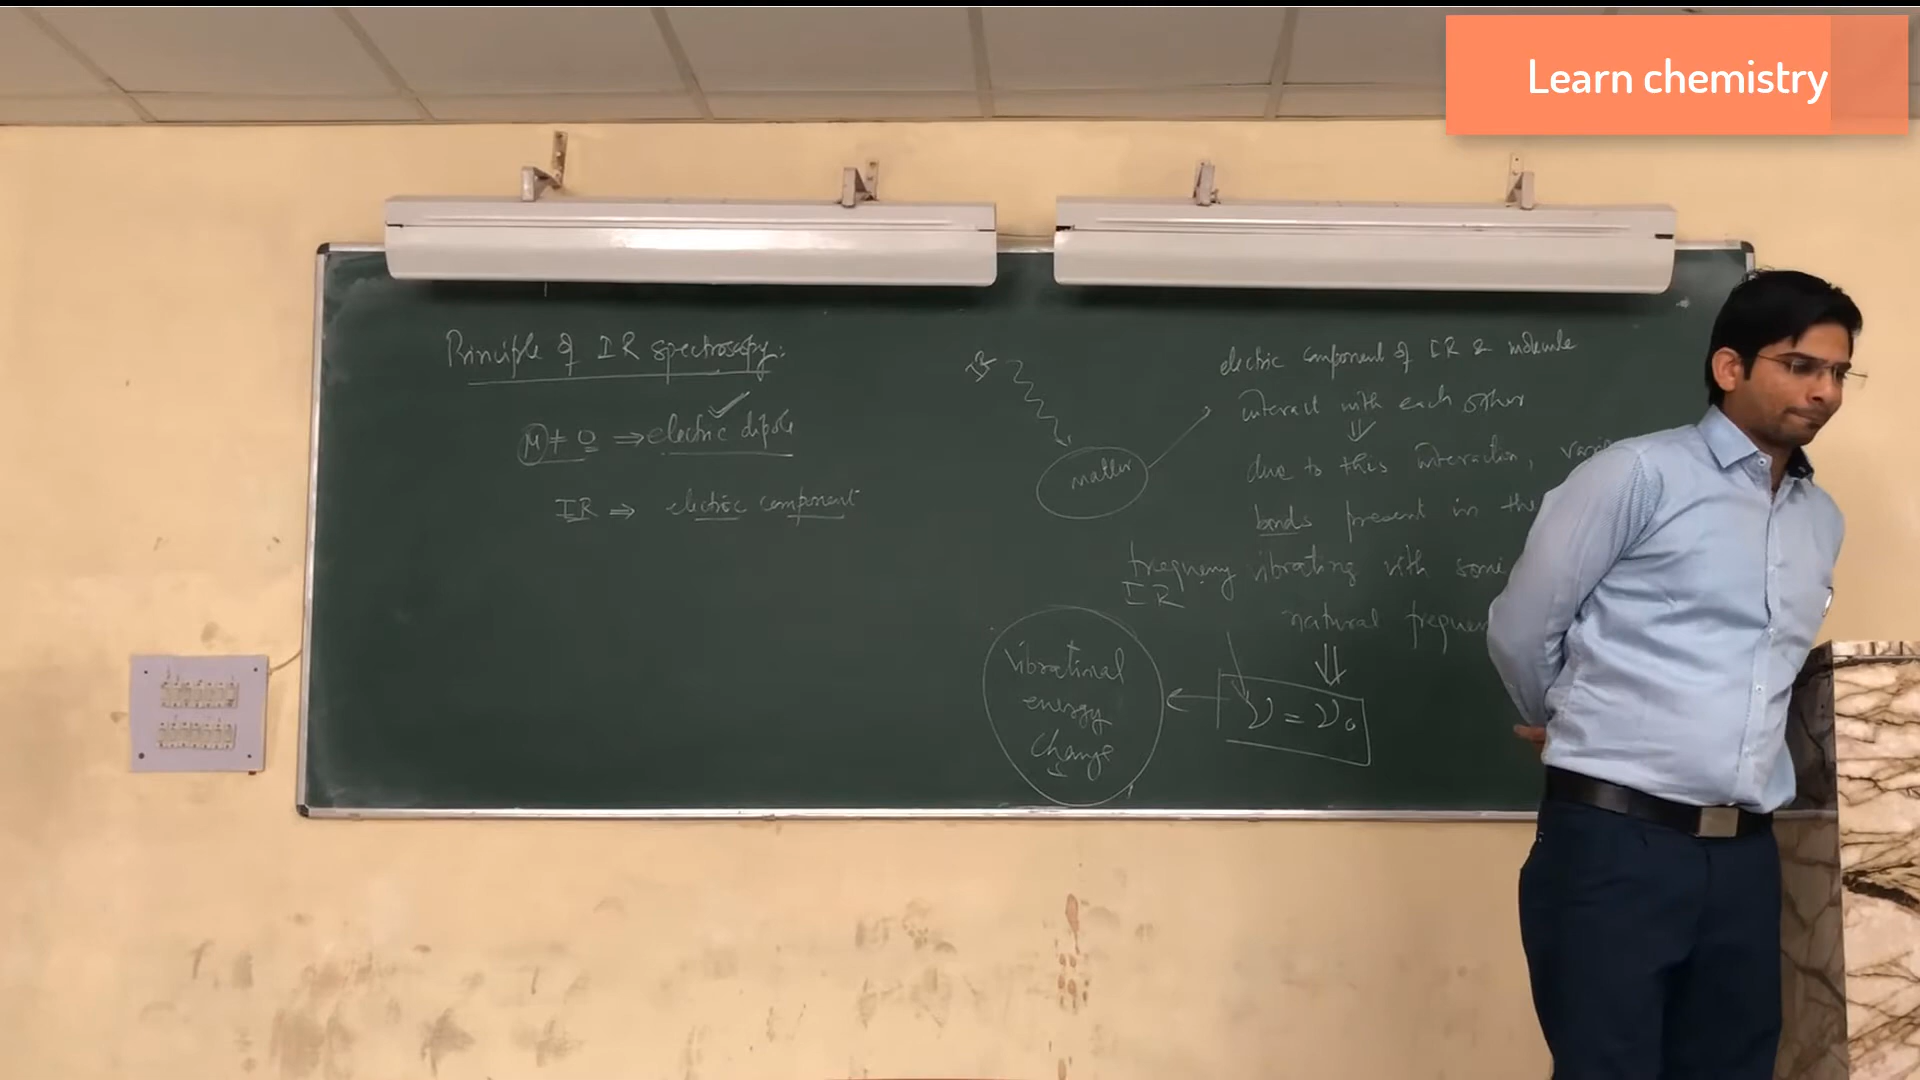 Learn chemistry
Principle of IR spectroscopy:
μ ≠ 0 ⇒ electric dipole
IR ⇒ electric component
IR
matter
electric component of IR & molecule
interact with each other
⇓
due to this interaction,
bonds present in the
frequency vibrating with some
IR
natural
⇓
ν = ν₀
vibrational
energy
change